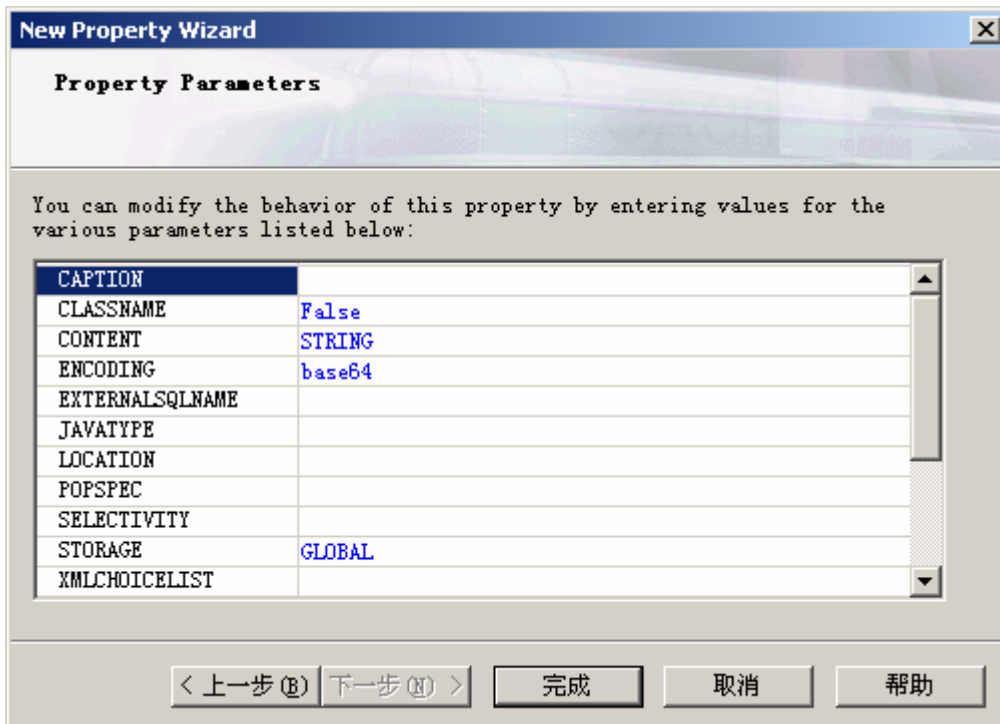 New Property Wizard
Property Parameters
You can modify the behavior of this property by entering values for the
various parameters listed below:
CAPTION
CLASSNAME False
CONTENT STRING
ENCODING base64
EXTERNALSQLNAME
JAVATYPE
LOCATION
POPSPEC
SELECTIVITY
STORAGE GLOBAL
XMLCHOICELIST
< 上一步(B) 下一步(N) > 完成 取消 帮助